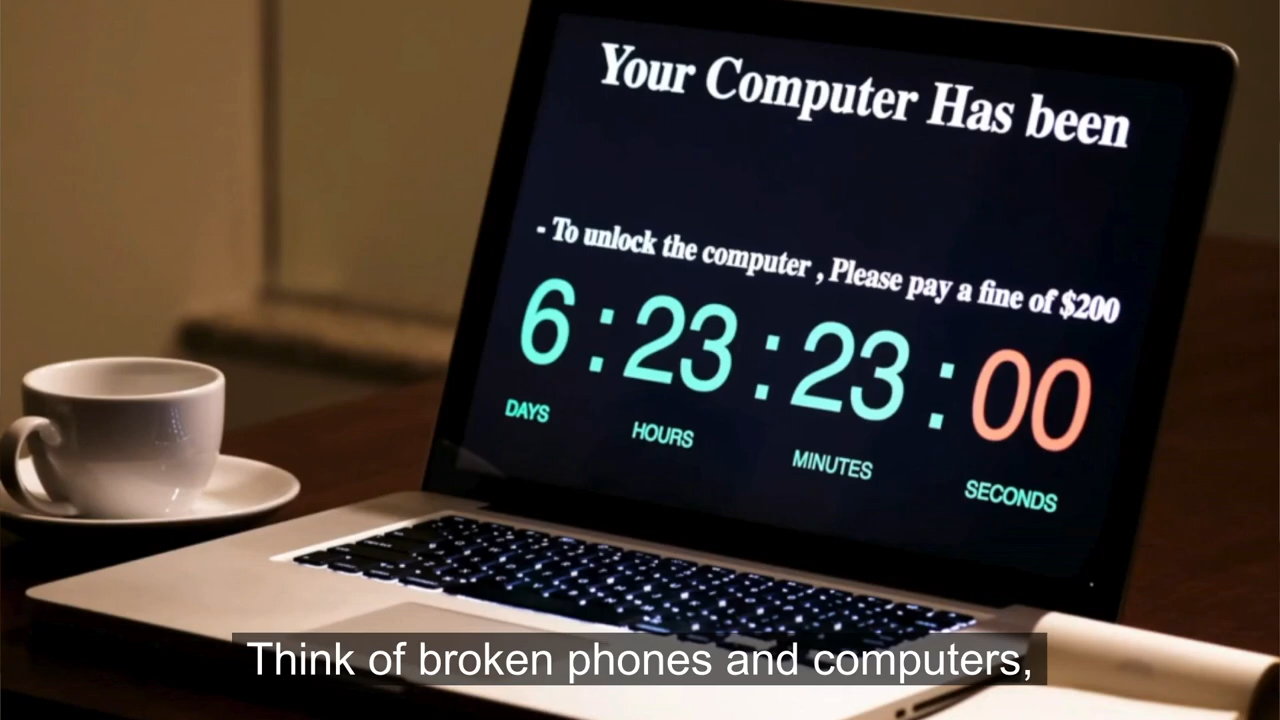 Your Computer Has been
- To unlock the computer , Please pay a fine of $200
6 : 23 : 23 : 00
DAYS HOURS MINUTES SECONDS
Think of broken phones and computers,